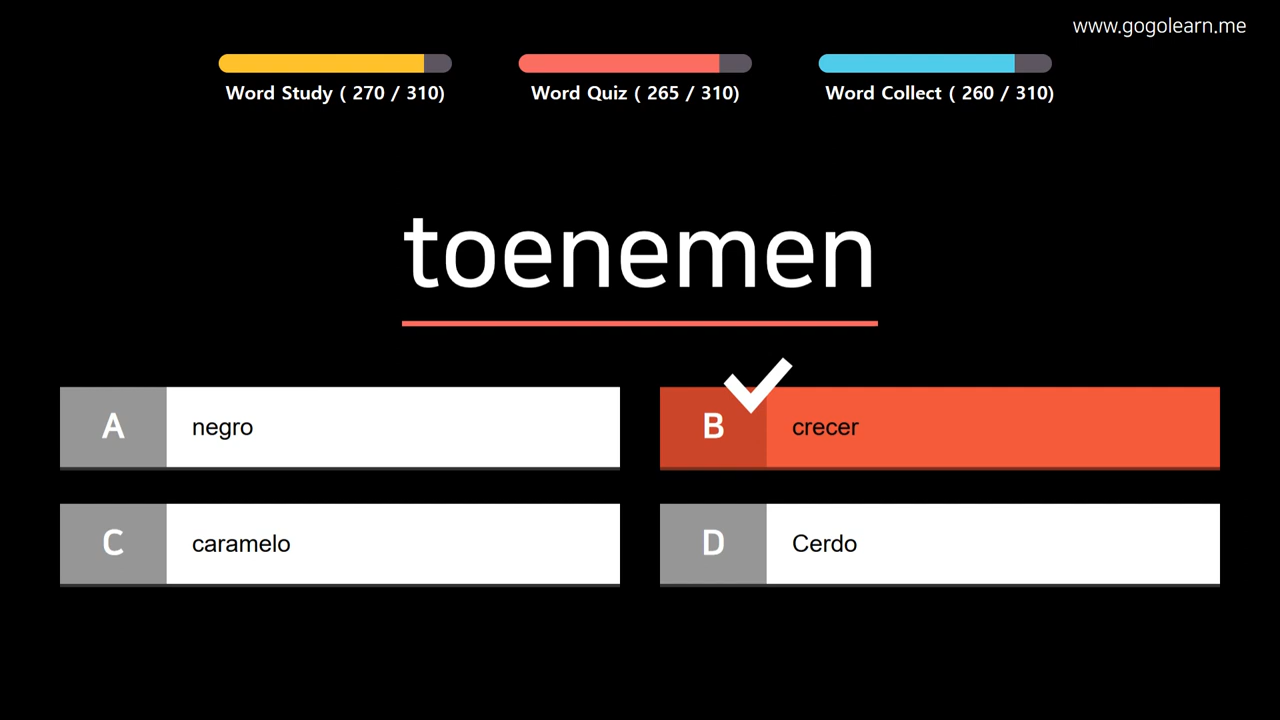 www.gogolearn.me
Word Study ( 270 / 310)
Word Quiz ( 265 / 310)
Word Collect ( 260 / 310)
toenemen
A negro
B crecer
C caramelo
D Cerdo